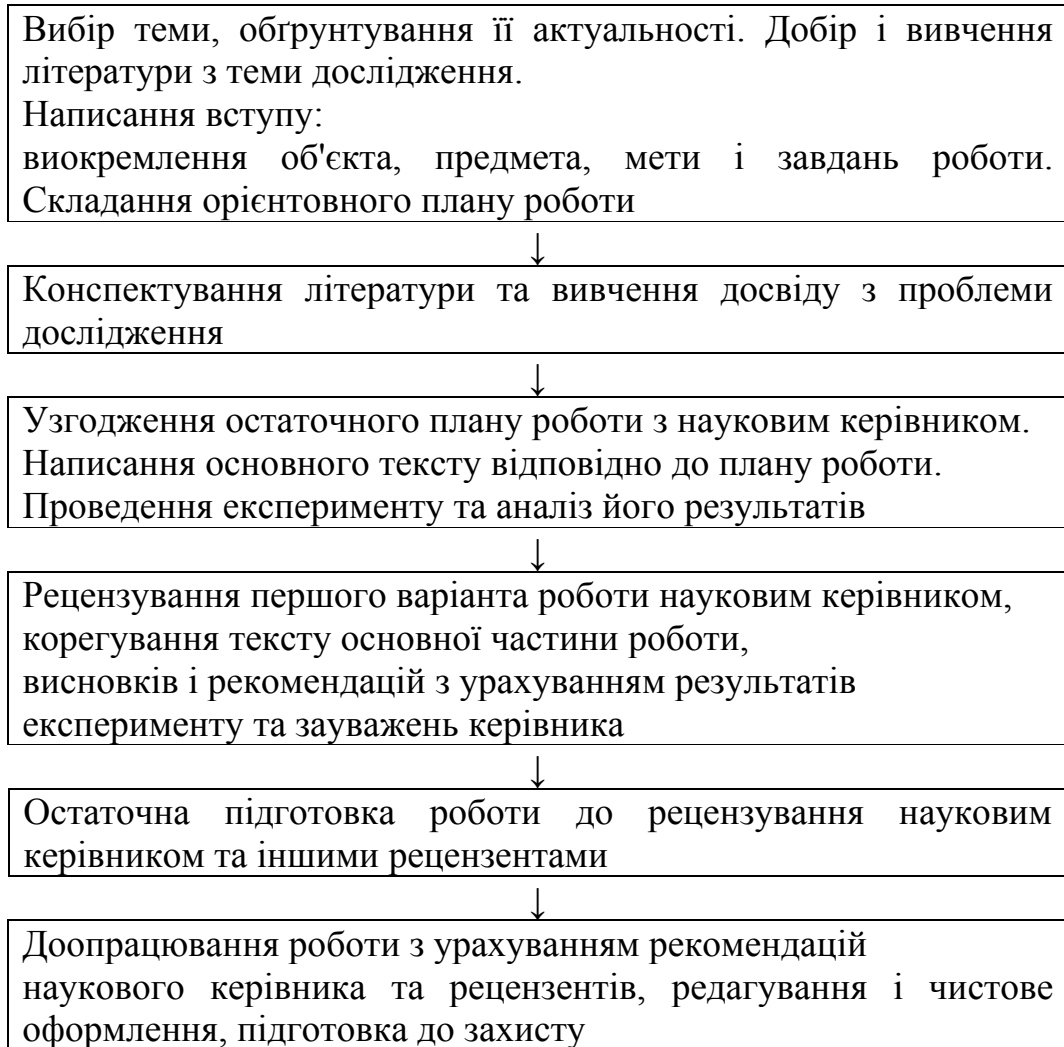 Вибір теми, обґрунтування її актуальності. Добір і вивчення
літератури з теми дослідження.
Написання вступу:
виокремлення об'єкта, предмета, мети і завдань роботи.
Складання орієнтовного плану роботи
↓
Конспектування літератури та вивчення досвіду з проблеми
дослідження
↓
Узгодження остаточного плану роботи з науковим керівником.
Написання основного тексту відповідно до плану роботи.
Проведення експерименту та аналіз його результатів
↓
Рецензування першого варіанта роботи науковим керівником,
корегування тексту основної частини роботи,
висновків і рекомендацій з урахуванням результатів
експерименту та зауважень керівника
↓
Остаточна підготовка роботи до рецензування науковим
керівником та іншими рецензентами
↓
Доопрацювання роботи з урахуванням рекомендацій
наукового керівника та рецензентів, редагування і чистове
оформлення, підготовка до захисту